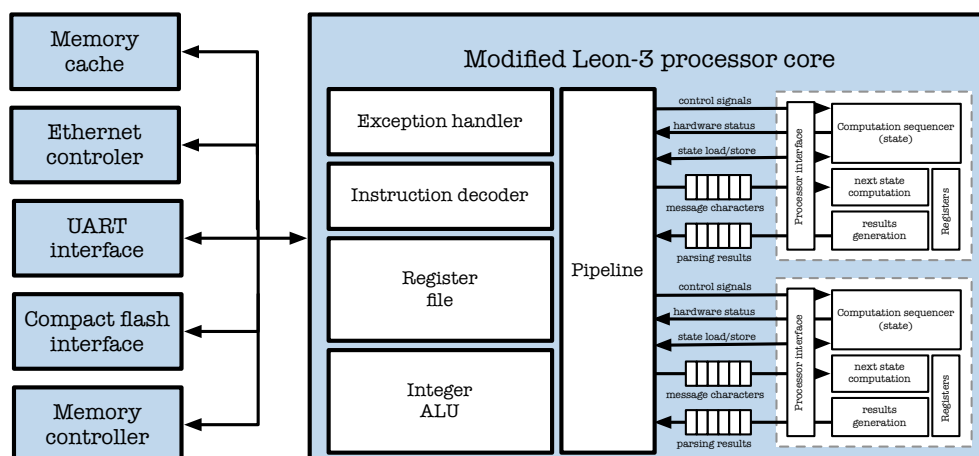 Memory
cache
Ethernet
controler
UART
interface
Compact flash
interface
Memory
controller
Modified Leon-3 processor core
Exception handler
Instruction decoder
Register
file
Integer
ALU
Pipeline
control signals
hardware status
state load/store
message characters
parsing results
Processor interface
Computation sequencer
(state)
next state
computation
results
generation
Registers
control signals
hardware status
state load/store
message characters
parsing results
Processor interface
Computation sequencer
(state)
next state
computation
results
generation
Registers